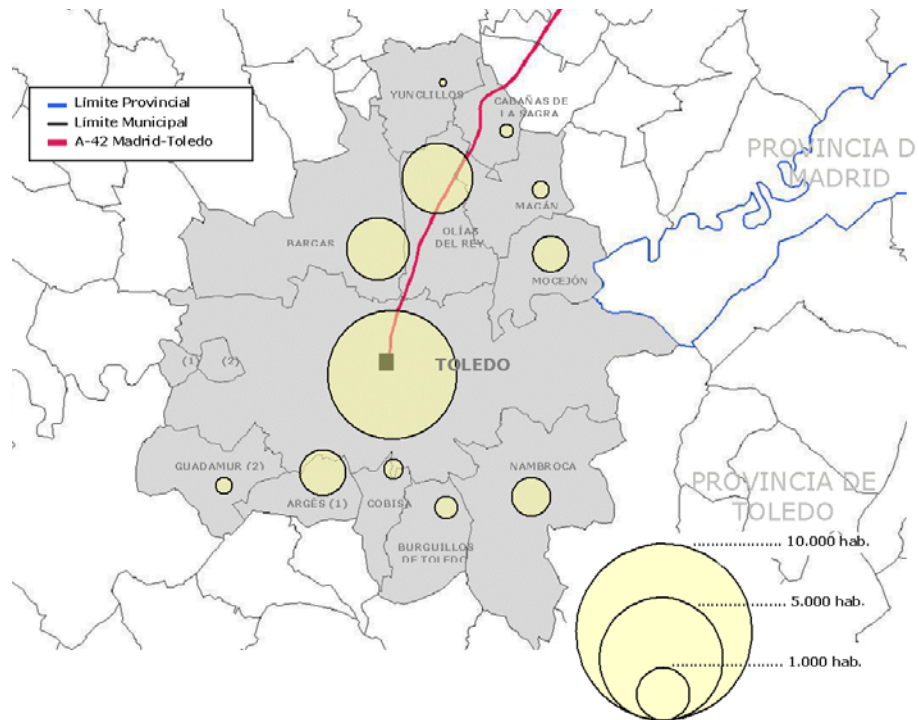 YUNCLILLOS
CABAÑAS DE
LA SAGRA
Límite Provincial
Límite Municipal
A-42 Madrid-Toledo
PROVINCIA D
MADRID
MAGÁN
OLÍAS
DEL REY
BARGAS
MOCEJÓN
(1)
(2)
TOLEDO
GUADAMUR (2)
NAMBROCA
ARGÉS (1)
COBISA
PROVINCIA DE
TOLEDO
BURGUILLOS
DE TOLEDO
10.000 hab.
5.000 hab.
1.000 hab.